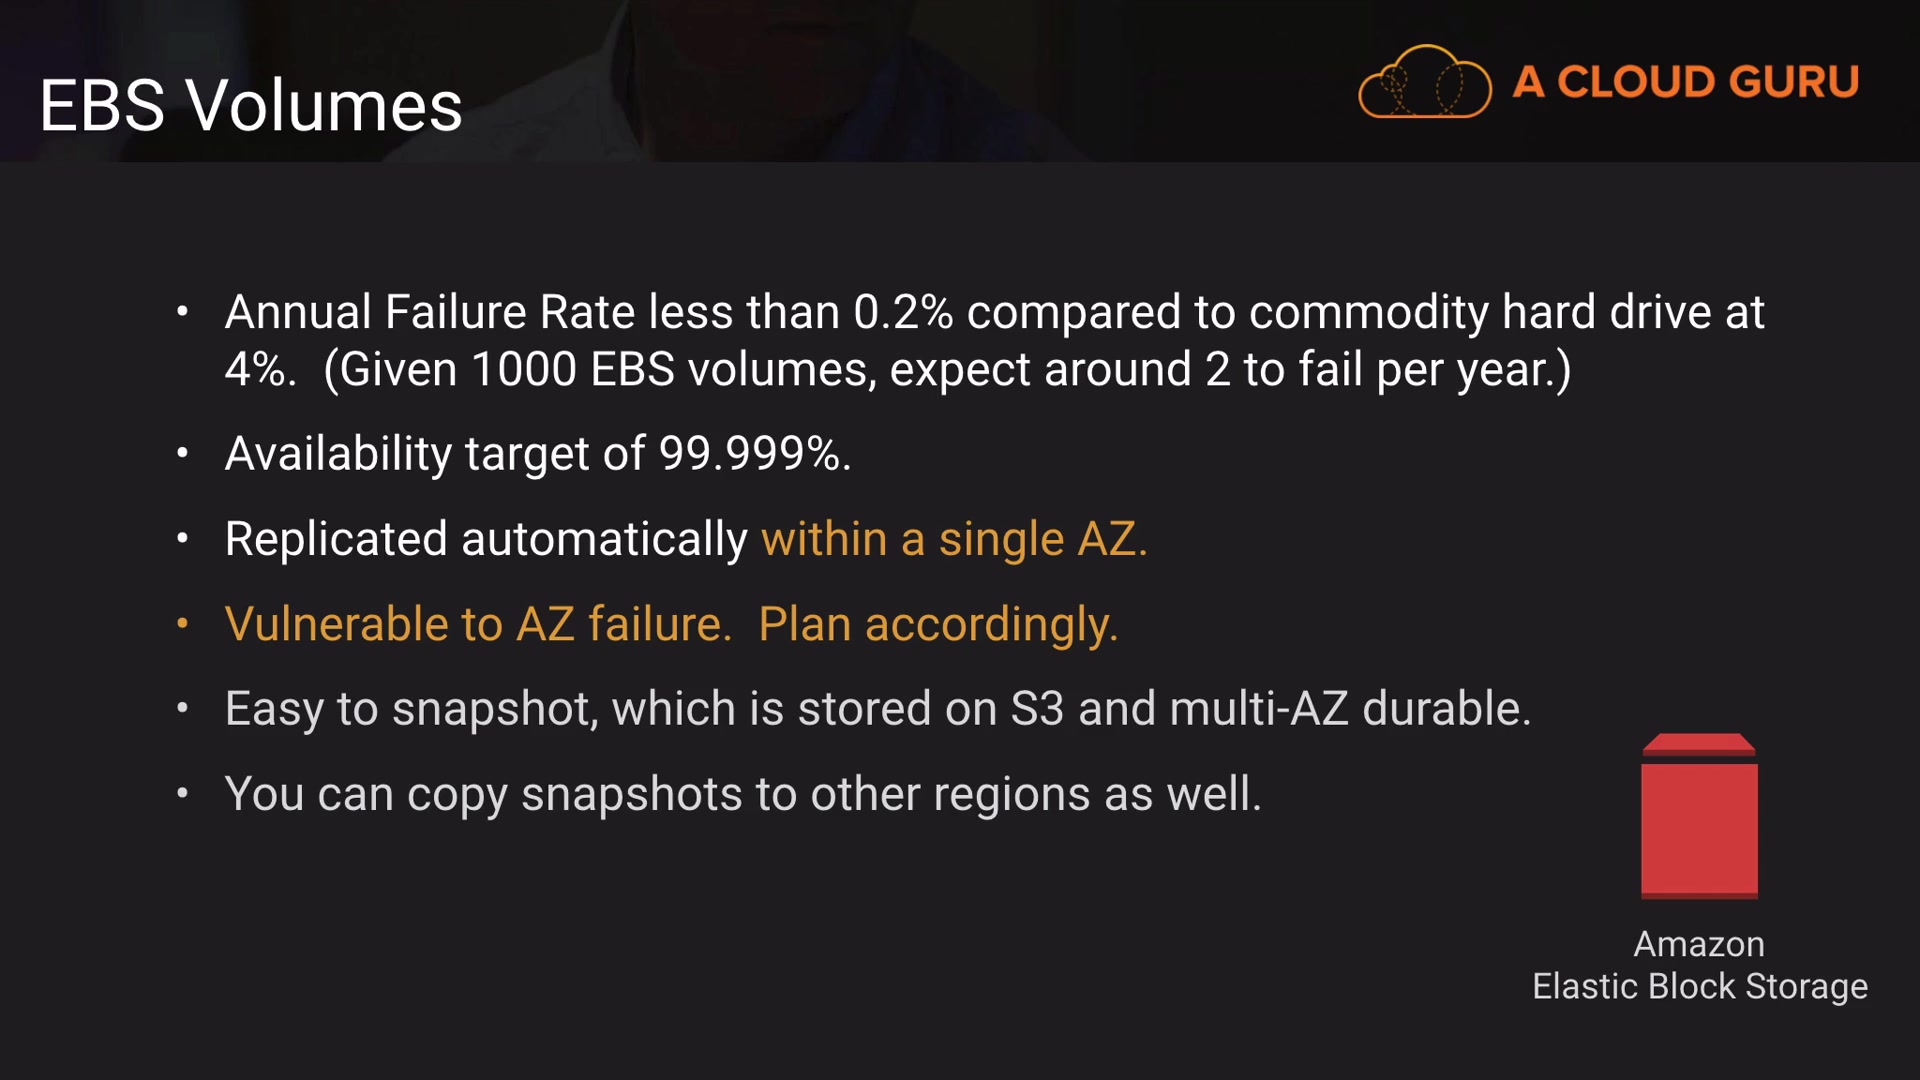 EBS Volumes
A CLOUD GURU
• Annual Failure Rate less than 0.2% compared to commodity hard drive at
4%.  (Given 1000 EBS volumes, expect around 2 to fail per year.)
• Availability target of 99.999%.
• Replicated automatically within a single AZ.
• Vulnerable to AZ failure.  Plan accordingly.
• Easy to snapshot, which is stored on S3 and multi-AZ durable.
• You can copy snapshots to other regions as well.
Amazon
Elastic Block Storage